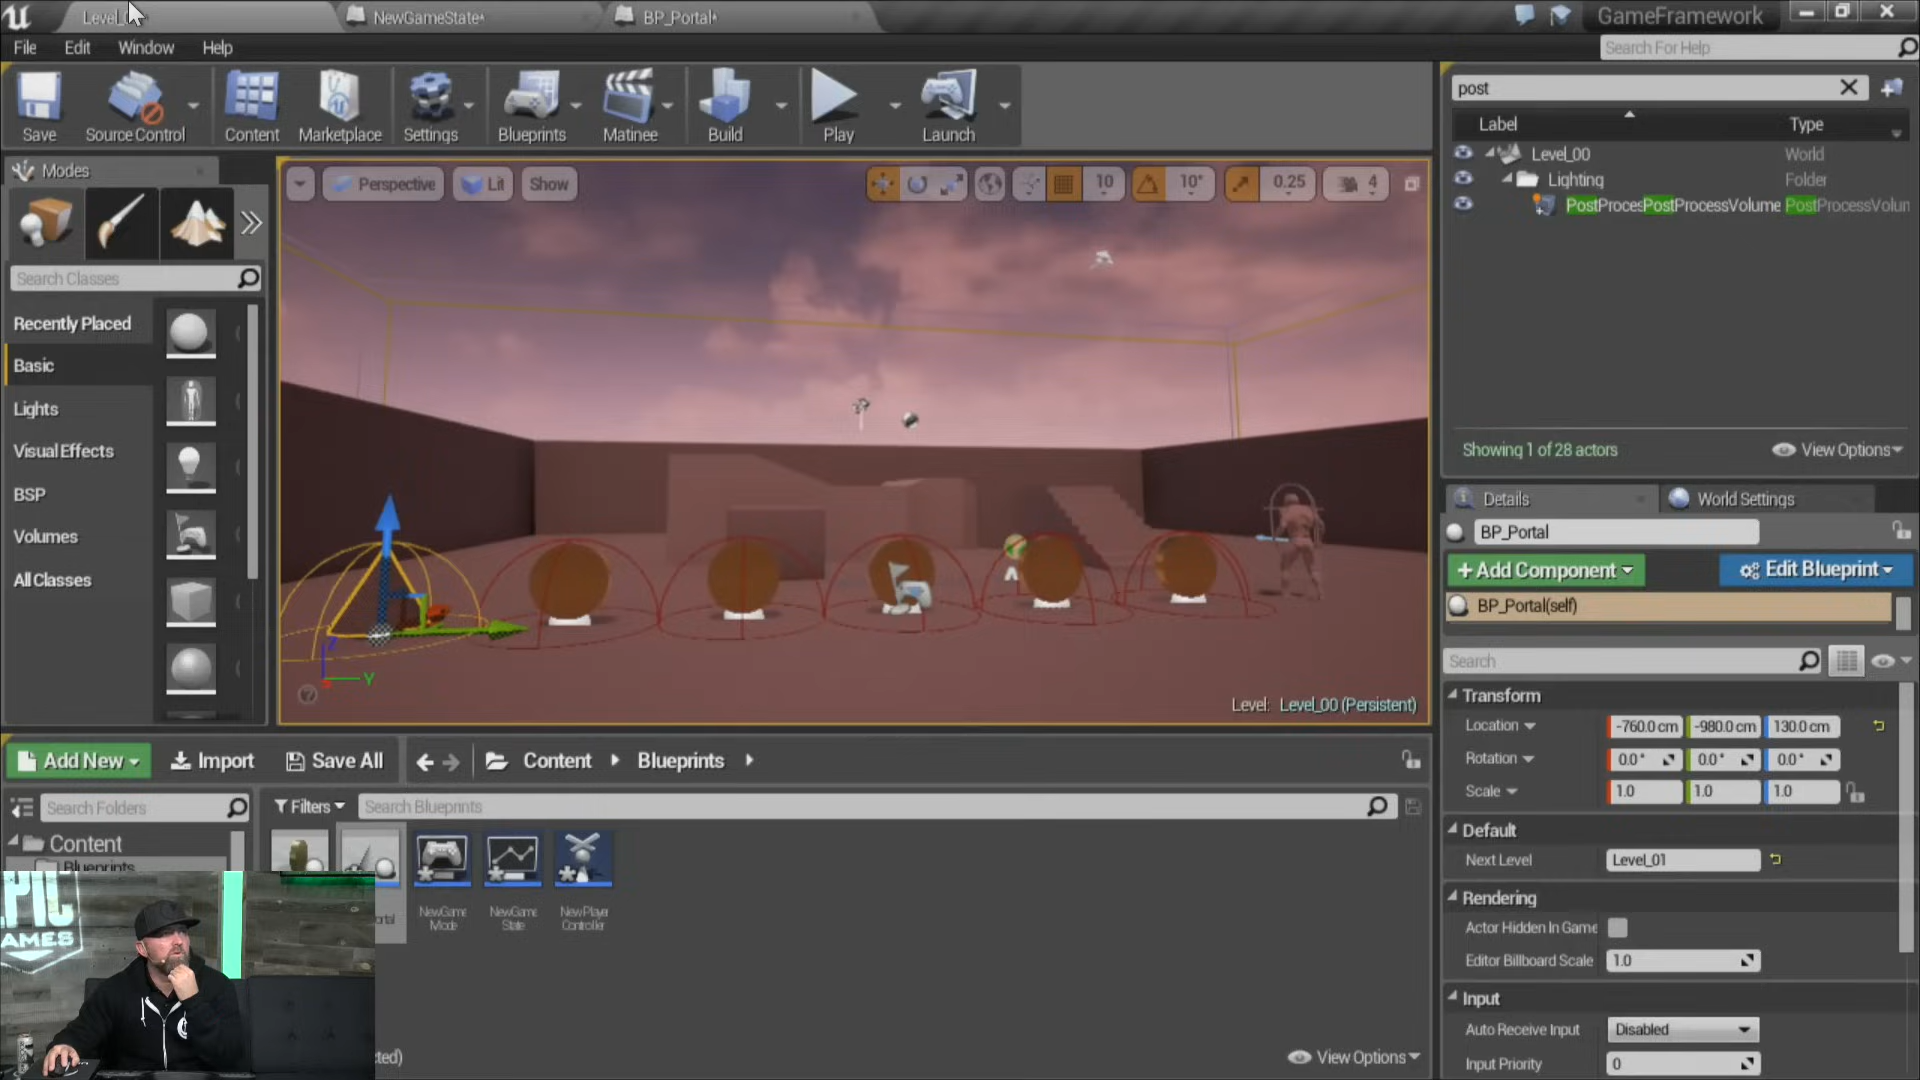 Level_0
NewGameState*
BP_Portal*
GameFramework
File
Edit
Window
Help
Search For Help
Save
Source Control
Content
Marketplace
Settings
Blueprints
Matinee
Build
Play
Launch
post
Label
Type
Level_00
World
Lighting
Folder
PostProcesPostProcessVolume
PostProcessVolun
Showing 1 of 28 actors
View Options
Modes
Search Classes
Recently Placed
Basic
Lights
Visual Effects
BSP
Volumes
All Classes
Perspective
Lit
Show
10
10°
0.25
4
Y
Level: Level_00 (Persistent)
Details
World Settings
BP_Portal
+ Add Component
Edit Blueprint
BP_Portal(self)
Search
Transform
Location
-760.0 cm
-980.0 cm
130.0 cm
Rotation
0.0 °
0.0 °
0.0 °
Scale
1.0
1.0
1.0
Default
Next Level
Level_01
Rendering
Actor Hidden In Game
Editor Billboard Scale
1.0
Input
Auto Receive Input
Disabled
Input Priority
0
Add New
Import
Save All
Content
Blueprints
Search Folders
Filters
Search Blueprints
Content
Blueprints
NewGame
Mode
NewGame
State
New Player
Controller
View Options
EPIC
GAMES